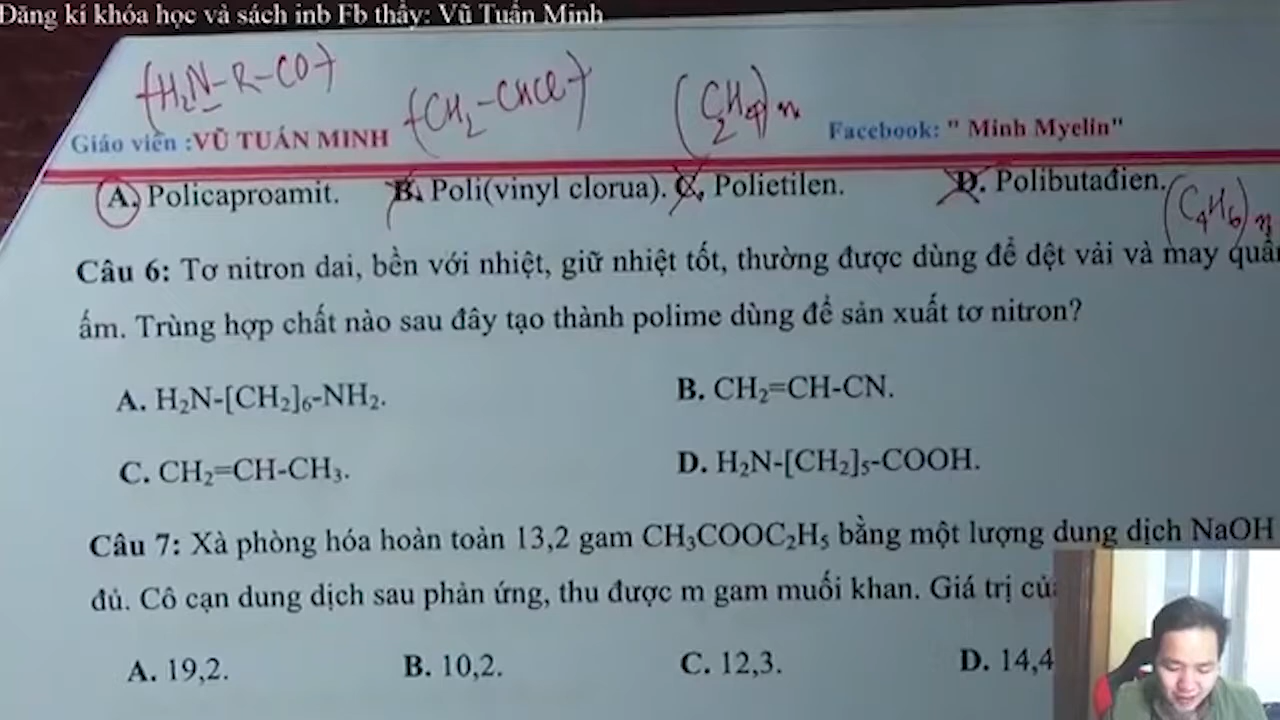 Đăng kí khóa học và sách inb Fb thầy: Vũ Tuấn Minh
(H₂N-R-CO)
(CH₂-CHCl)
(C₂H₄)n
Giáo viên :VŨ TUẤN MINH
Facebook: " Minh Myelin"
A. Policaproamit. B. Poli(vinyl clorua). C. Polietilen. D. Polibutađien.
(C₄H₆)n
Câu 6: Tơ nitron dai, bền với nhiệt, giữ nhiệt tốt, thường được dùng để dệt vải và may
ấm. Trùng hợp chất nào sau đây tạo thành polime dùng để sản xuất tơ nitron?
A. H₂N-[CH₂]₆-NH₂. B. CH₂=CH-CN.
C. CH₂=CH-CH₃. D. H₂N-[CH₂]₅-COOH.
Câu 7: Xà phòng hóa hoàn toàn 13,2 gam CH₃COOC₂H₅ bằng một lượng dung dịch NaOH
đủ. Cô cạn dung dịch sau phản ứng, thu được m gam muối khan. Giá trị
A. 19,2. B. 10,2. C. 12,3. D. 14,4